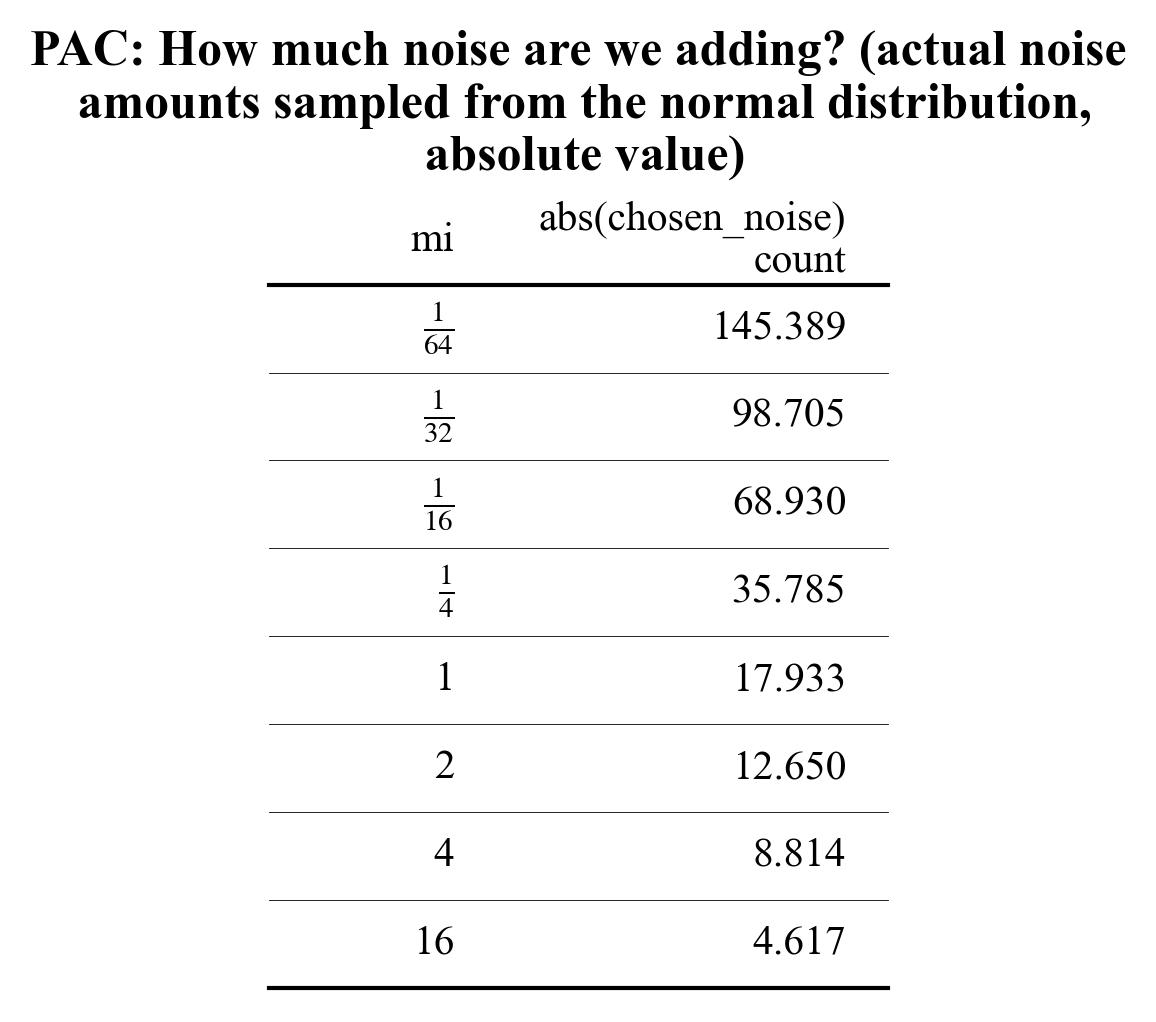 PAC: How much noise are we adding? (actual noise
amounts sampled from the normal distribution,
absolute value)
mi abs(chosen_noise) count
1/64 145.389
1/32 98.705
1/16 68.930
1/4 35.785
1 17.933
2 12.650
4 8.814
16 4.617